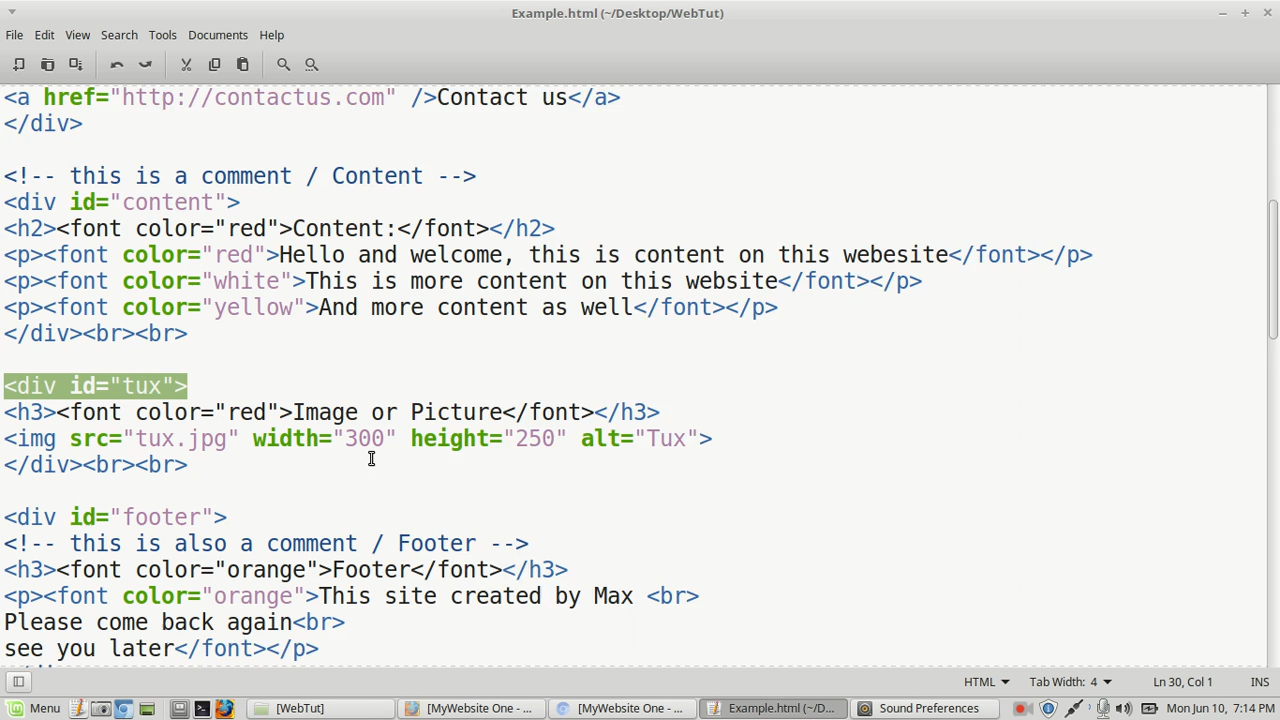 Example.html (~/Desktop/WebTut)
File Edit View Search Tools Documents Help
<a href="http://contactus.com" />Contact us</a>
</div>
<!-- this is a comment / Content -->
<div id="content">
<h2><font color="red">Content:</font></h2>
<p><font color="red">Hello and welcome, this is content on this webesite</font></p>
<p><font color="white">This is more content on this website</font></p>
<p><font color="yellow">And more content as well</font></p>
</div><br><br>
<div id="tux">
<h3><font color="red">Image or Picture</font></h3>
<img src="tux.jpg" width="300" height="250" alt="Tux">
</div><br><br>
<div id="footer">
<!-- this is also a comment / Footer -->
<h3><font color="orange">Footer</font></h3>
<p><font color="orange">This site created by Max <br>
Please come back again<br>
see you later</font></p>
HTML Tab Width: 4 Ln 30, Col 1 INS
Menu [WebTut] [MyWebsite One - ... [MyWebsite One - ... Example.html (~/D... Sound Preferences Mon Jun 10, 7:14 PM